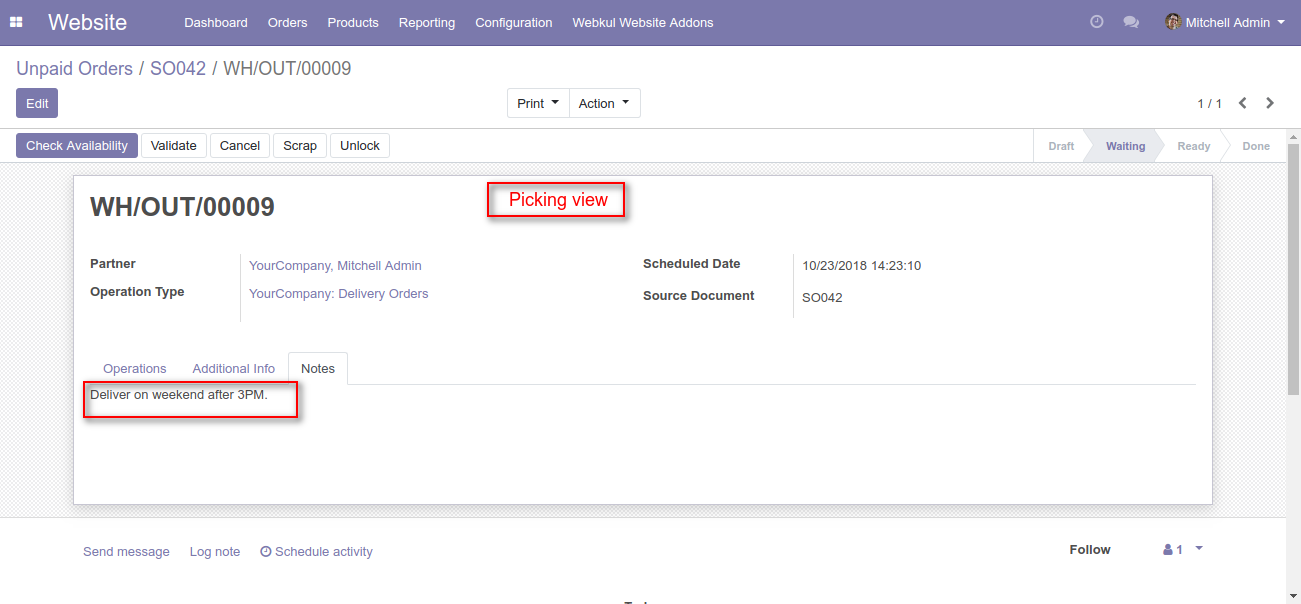 Website Dashboard Orders Products Reporting Configuration Webkul Website Addons Mitchell Admin
Unpaid Orders / SO042 / WH/OUT/00009
Edit Print Action 1 / 1
Check Availability Validate Cancel Scrap Unlock Draft Waiting Ready Done
WH/OUT/00009
Picking view
Partner YourCompany, Mitchell Admin Scheduled Date 10/23/2018 14:23:10
Operation Type YourCompany: Delivery Orders Source Document SO042
Operations Additional Info Notes
Deliver on weekend after 3PM.
Send message Log note Schedule activity Follow 1